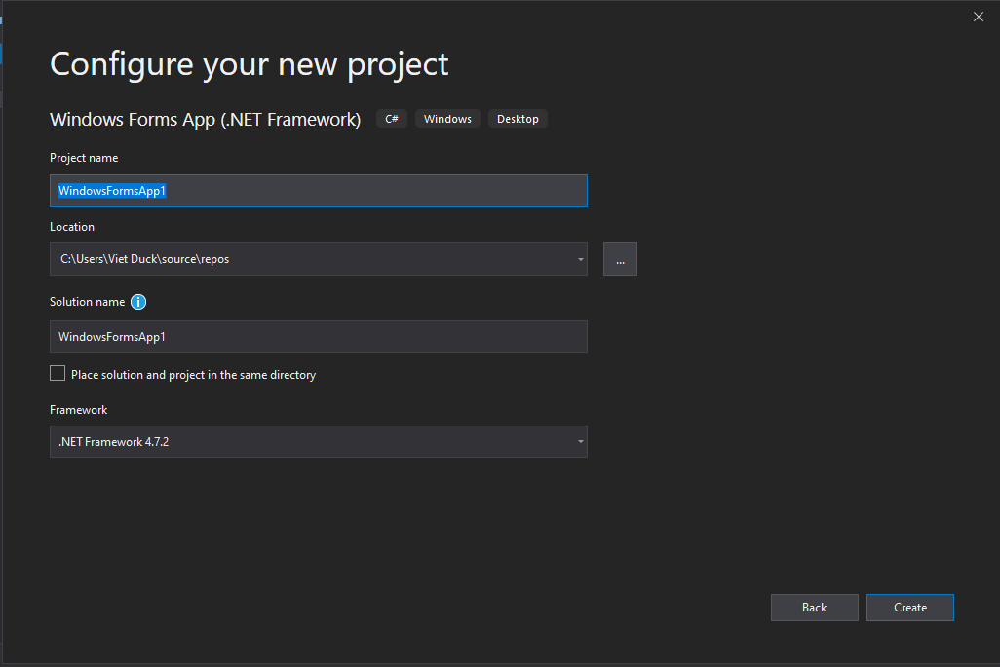 Configure your new project
Windows Forms App (.NET Framework) C# Windows Desktop
Project name
WindowsFormsApp1
Location
C:\Users\Viet Duck\source\repos
...
Solution name i
WindowsFormsApp1
Place solution and project in the same directory
Framework
.NET Framework 4.7.2
Back Create